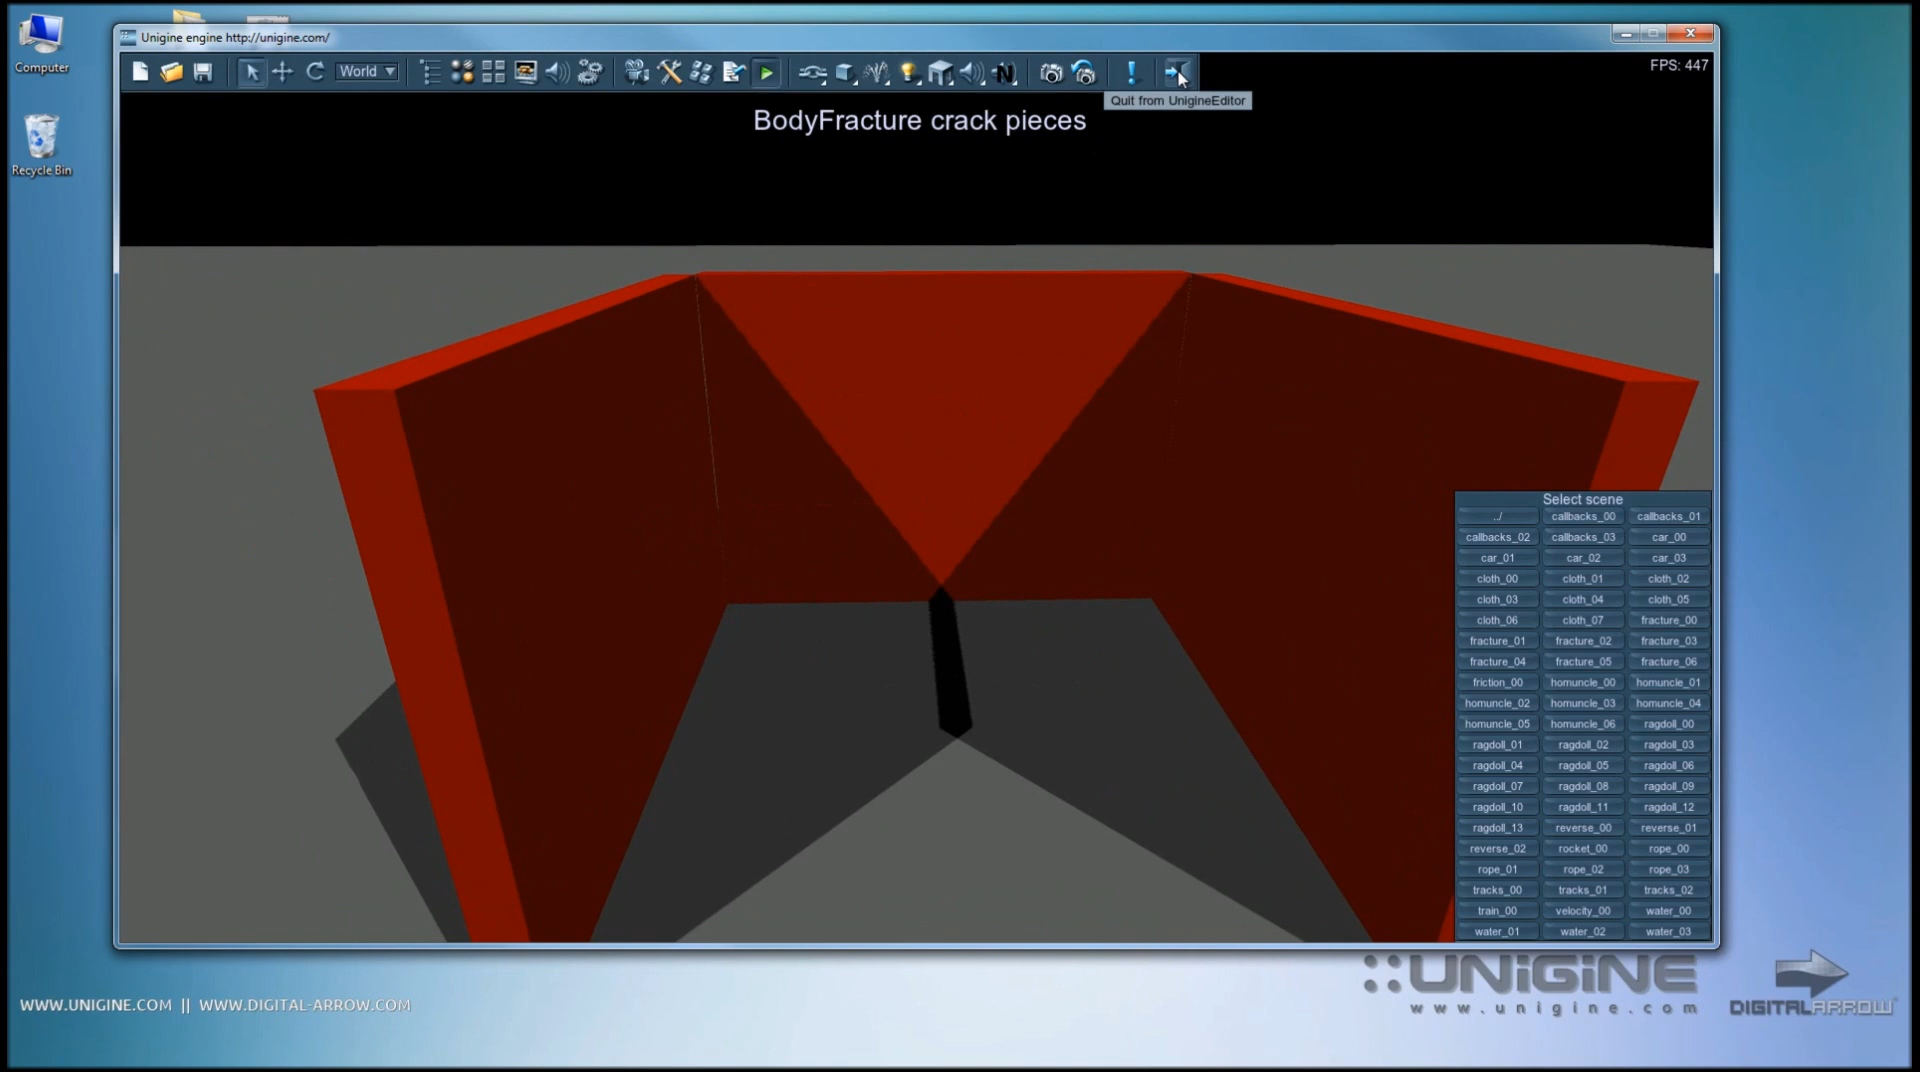 Computer
Recycle Bin
Unigine engine http://unigine.com/
World
N
FPS: 447
Quit from UnigineEditor
BodyFracture crack pieces
Select scene
../ callbacks_00 callbacks_01
callbacks_02 callbacks_03 car_00
car_01 car_02 car_03
cloth_00 cloth_01 cloth_02
cloth_03 cloth_04 cloth_05
cloth_06 cloth_07 fracture_00
fracture_01 fracture_02 fracture_03
fracture_04 fracture_05 fracture_06
friction_00 homuncle_00 homuncle_01
homuncle_02 homuncle_03 homuncle_04
homuncle_05 homuncle_06 ragdoll_00
ragdoll_01 ragdoll_02 ragdoll_03
ragdoll_04 ragdoll_05 ragdoll_06
ragdoll_07 ragdoll_08 ragdoll_09
ragdoll_10 ragdoll_11 ragdoll_12
ragdoll_13 reverse_00 reverse_01
reverse_02 rocket_00 rope_00
rope_01 rope_02 rope_03
tracks_00 tracks_01 tracks_02
train_00 velocity_00 water_00
water_01 water_02 water_03
WWW.UNIGINE.COM || WWW.DIGITAL-ARROW.COM
::UNiGiNE
www.unigine.com
DIGITALARROW